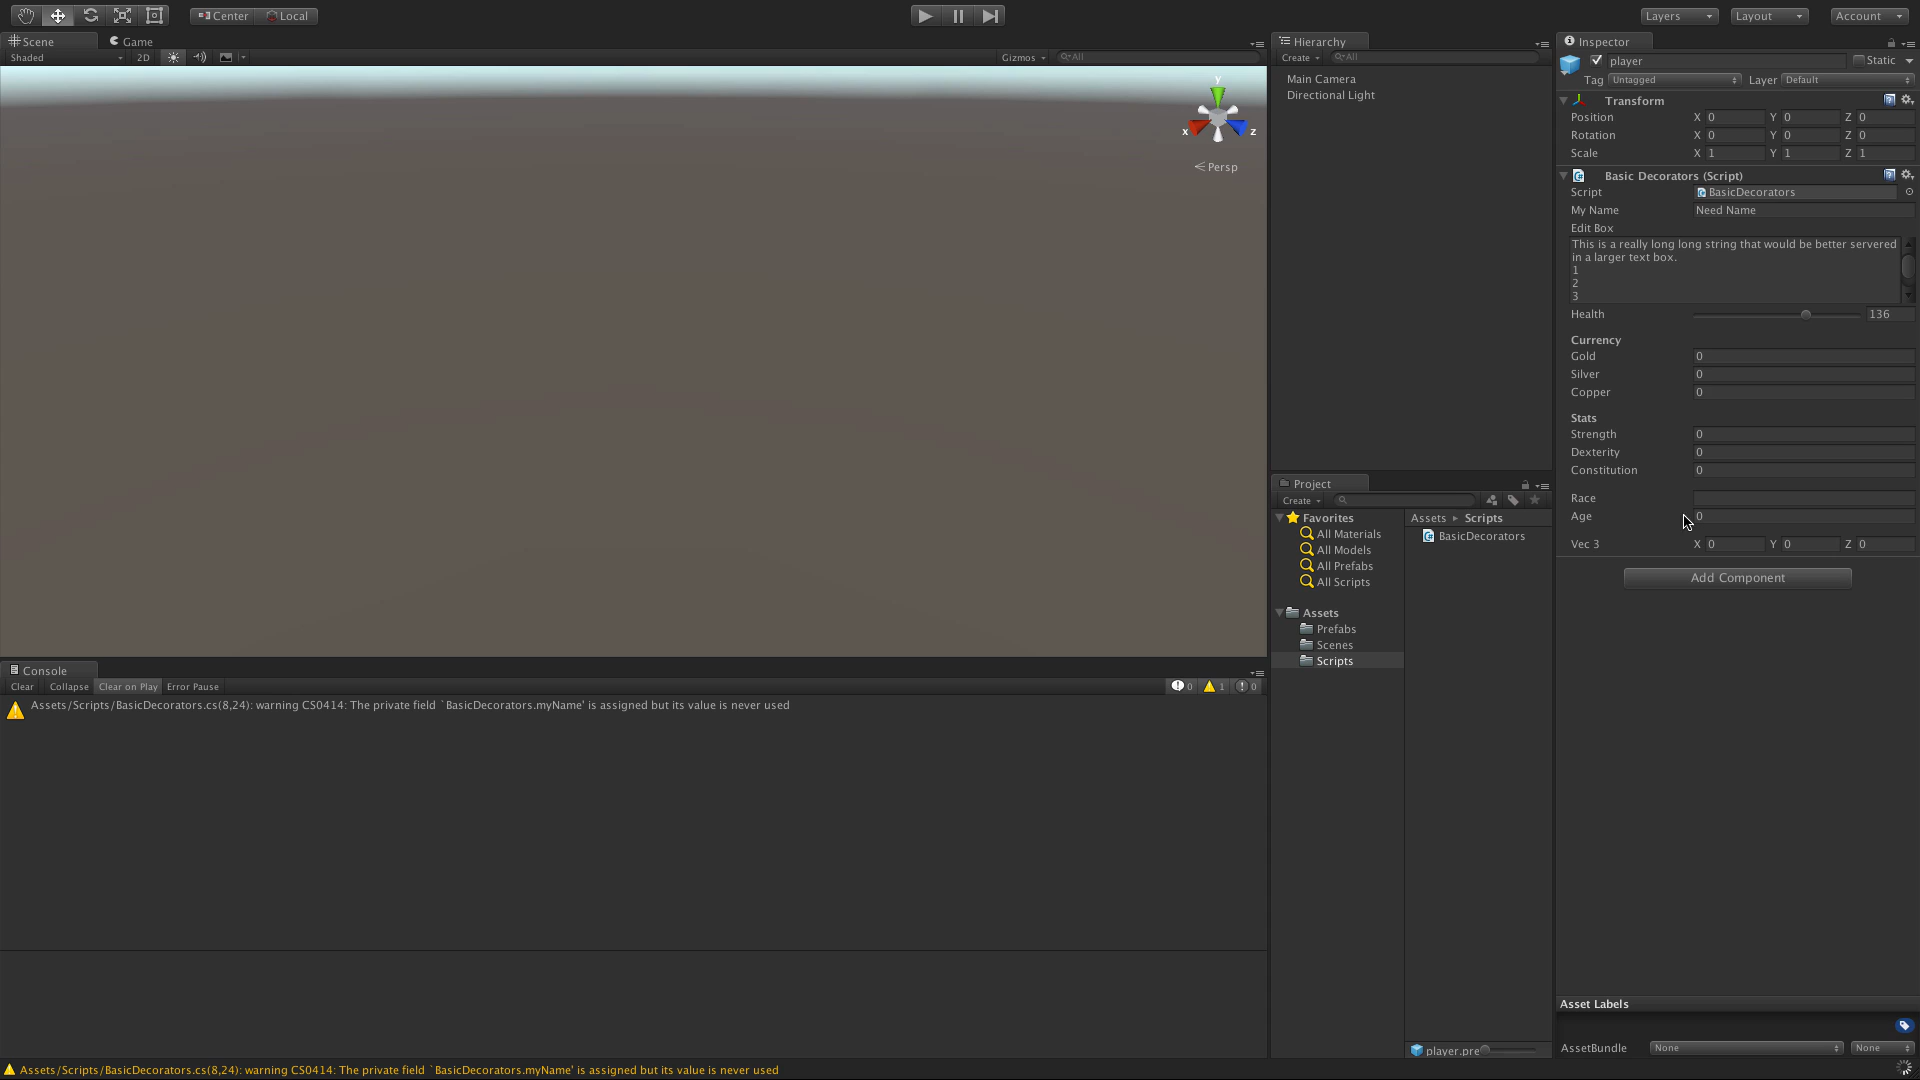 Center Local
Layers Layout Account
Scene Game
Shaded 2D Gizmos All
y
x z
Persp
Hierarchy
Create All
Main Camera
Directional Light
Project
Create
Favorites
All Materials
All Models
All Prefabs
All Scripts
Assets
Prefabs
Scenes
Scripts
Assets Scripts
BasicDecorators
player.pre
Inspector
player Static
Tag Untagged Layer Default
Transform
Position X 0 Y 0 Z 0
Rotation X 0 Y 0 Z 0
Scale X 1 Y 1 Z 1
Basic Decorators (Script)
Script BasicDecorators
My Name Need Name
Edit Box
This is a really long long string that would be better servered
in a larger text box.
1
2
3
Health 136
Currency
Gold 0
Silver 0
Copper 0
Stats
Strength 0
Dexterity 0
Constitution 0
Race
Age 0
Vec 3 X 0 Y 0 Z 0
Add Component
Asset Labels
AssetBundle None None
Console
Clear Collapse Clear on Play Error Pause 0 1 0
Assets/Scripts/BasicDecorators.cs(8,24): warning CS0414: The private field `BasicDecorators.myName' is assigned but its value is never used
Assets/Scripts/BasicDecorators.cs(8,24): warning CS0414: The private field `BasicDecorators.myName' is assigned but its value is never used